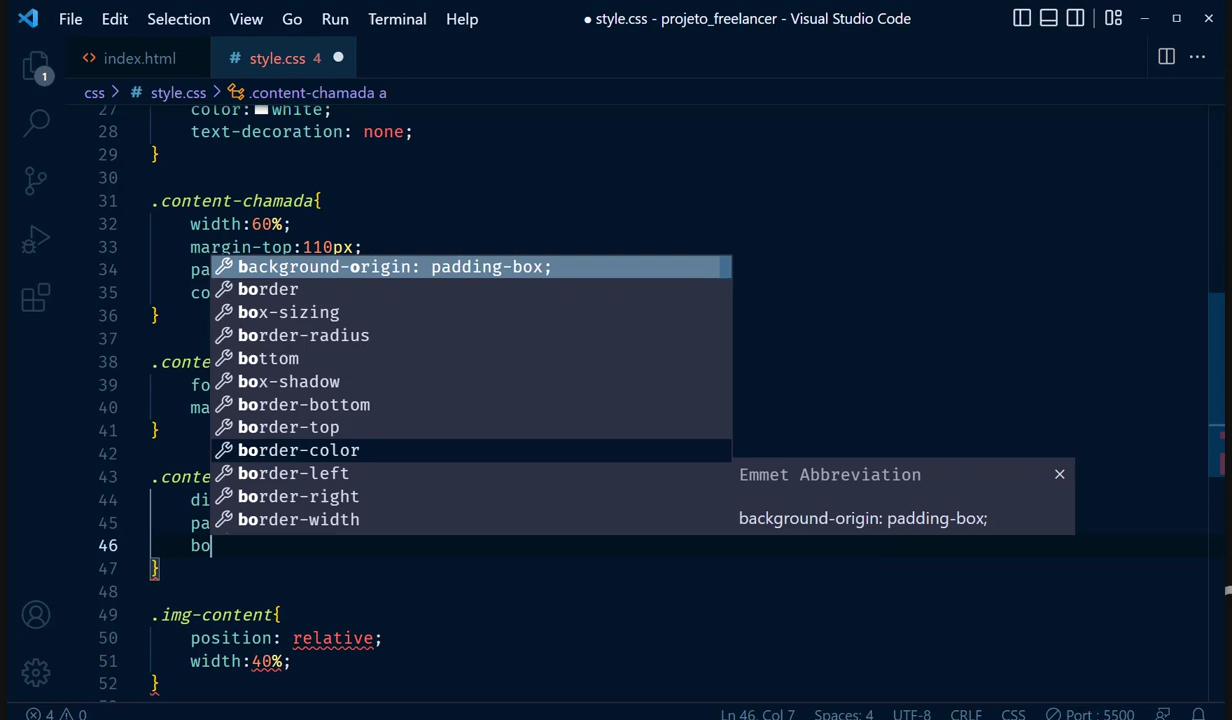 File Edit Selection View Go Run Terminal Help ● style.css - projeto_freelancer - Visual Studio Code
1
<> index.html # style.css 4 ●
css > # style.css > .content-chamada a
27 color: white;
28 text-decoration: none;
29 }
30
31 .content-chamada{
32 width:60%;
33 margin-top:110px;
34 pa
35 co
36 }
37
38 .conte
39 fo
40 ma
41 }
42
43 .conte
44 di
45 pa
46 bo
47 }
48
49 .img-content{
50 position: relative;
51 width:40%;
52 }
background-origin: padding-box;
border
box-sizing
border-radius
bottom
box-shadow
border-bottom
border-top
border-color
border-left
border-right
border-width
Emmet Abbreviation
background-origin: padding-box;
4 0 Ln 46, Col 7 Spaces: 4 UTF-8 CRLF CSS Port : 5500